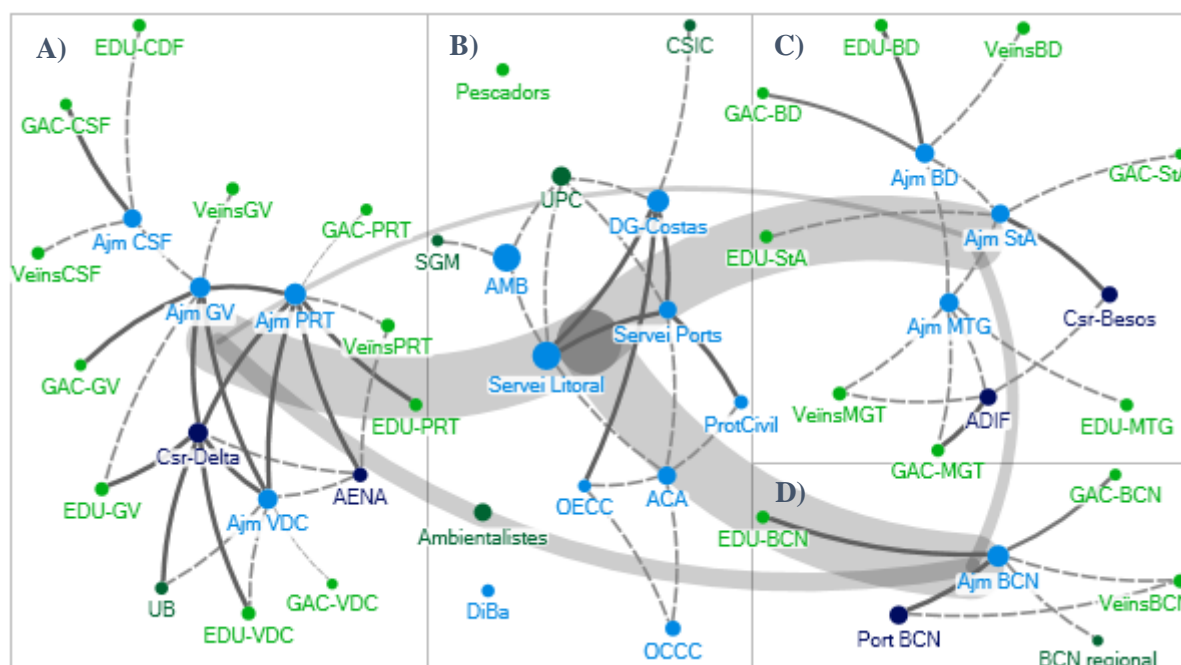 A)
EDU-CDF
GAC-CSF
VeïnsGV
GAC-PRT
Ajm CSF
VeïnsCSF
Ajm GV
Ajm PRT
VeïnsPRT
GAC-GV
EDU-PRT
Csr-Delta
AENA
EDU-GV
Ajm VDC
UB
GAC-VDC
EDU-VDC
B)
CSIC
Pescadors
UPC
DG-Costas
SGM
AMB
Servei Ports
Servei Litoral
ProtCivil
OECC
ACA
Ambientalistes
DiBa
OCCC
C)
EDU-BD
VeïnsBD
GAC-BD
Ajm BD
GAC-StA
Ajm StA
EDU-StA
Ajm MTG
Csr-Besos
VeïnsMGT
ADIF
EDU-MTG
GAC-MGT
D)
GAC-BCN
EDU-BCN
Ajm BCN
VeïnsBCN
Port BCN
BCN regional